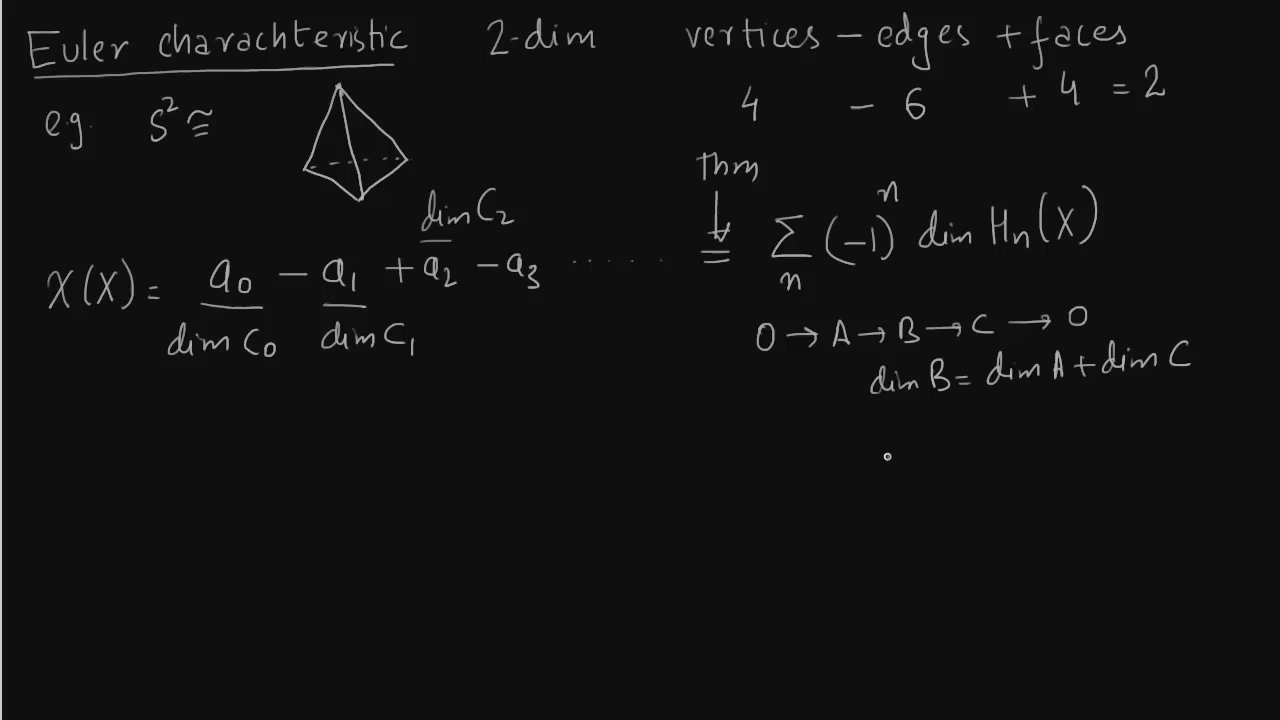 Euler charachteristic 2-dim vertices - edges + faces
e.g. S² ≅ 4 - 6 + 4 = 2
Thm
dim C₂
χ(X) = a₀ - a₁ + a₂ - a₃ ...... = Σ (-1)ⁿ dim Hₙ(X)
n
dim C₀ dim C₁
0 → A → B → C → 0
dim B = dim A + dim C